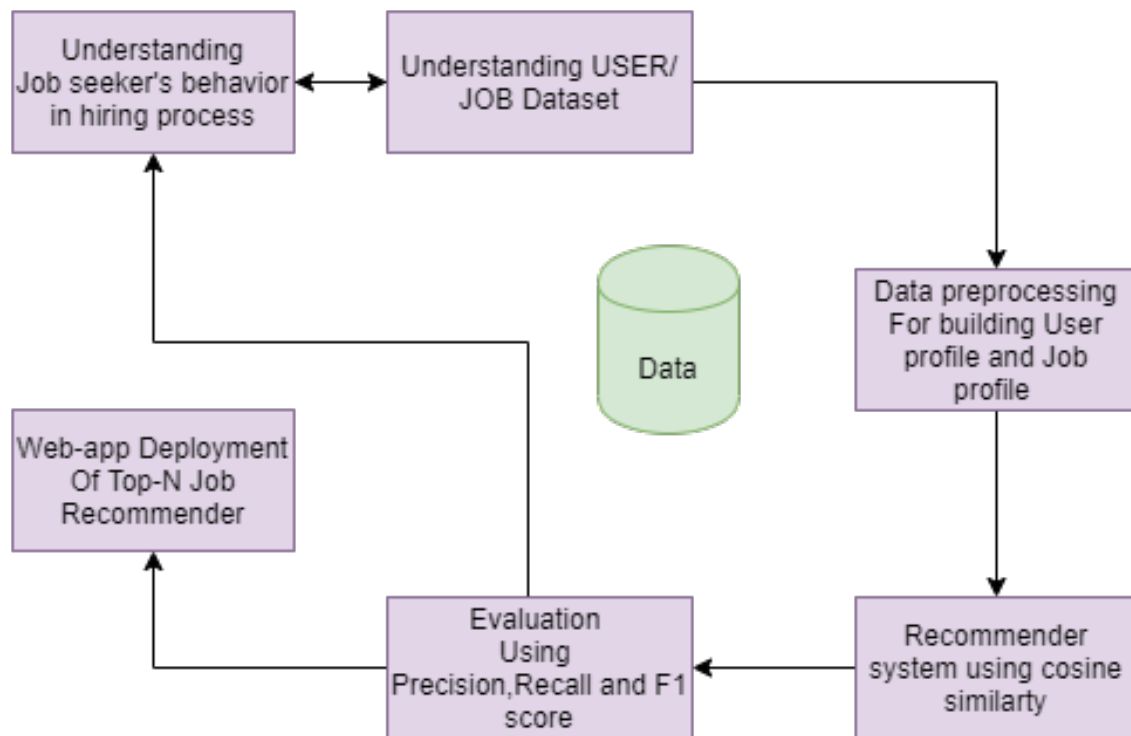 Understanding
Job seeker's behavior
in hiring process
Understanding USER/
JOB Dataset
Data preprocessing
For building User
profile and Job
profile
Data
Web-app Deployment
Of Top-N Job
Recommender
Evaluation
Using
Precision,Recall and F1
score
Recommender
system using cosine
similarty